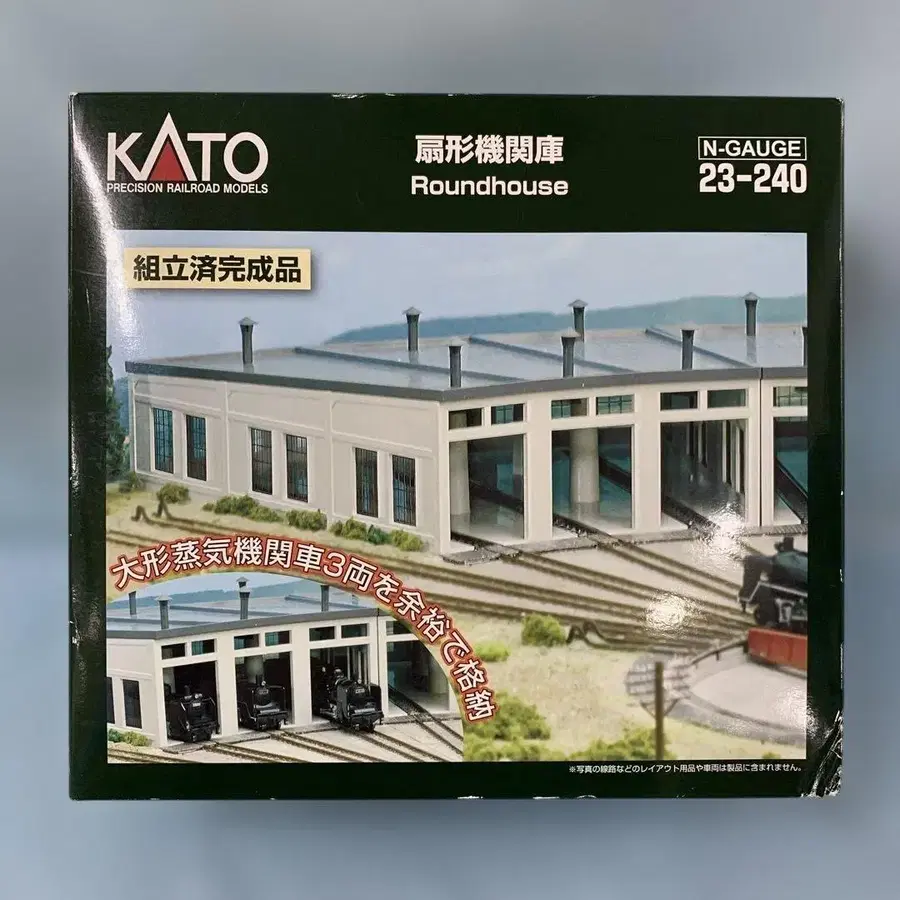 KATO
PRECISION RAILROAD MODELS
扇形機関庫
Roundhouse
N-GAUGE
23-240
組立済完成品
大形蒸気機関車3両を余裕で格納
※写真の線路などのレイアウト用品や車両は製品に含まれません。